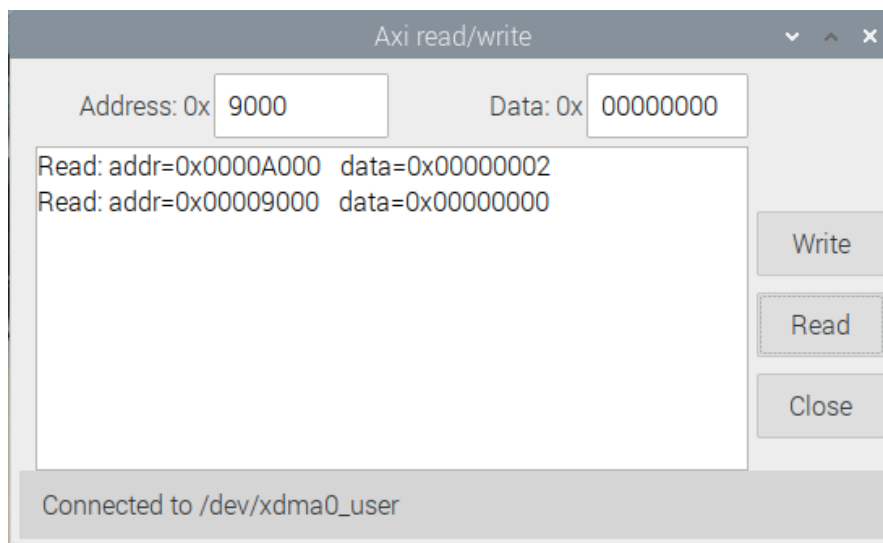 Axi read/write
Address: 0x 9000 Data: 0x 00000000
Read: addr=0x0000A000 data=0x00000002
Read: addr=0x00009000 data=0x00000000
Write
Read
Close
Connected to /dev/xdma0_user